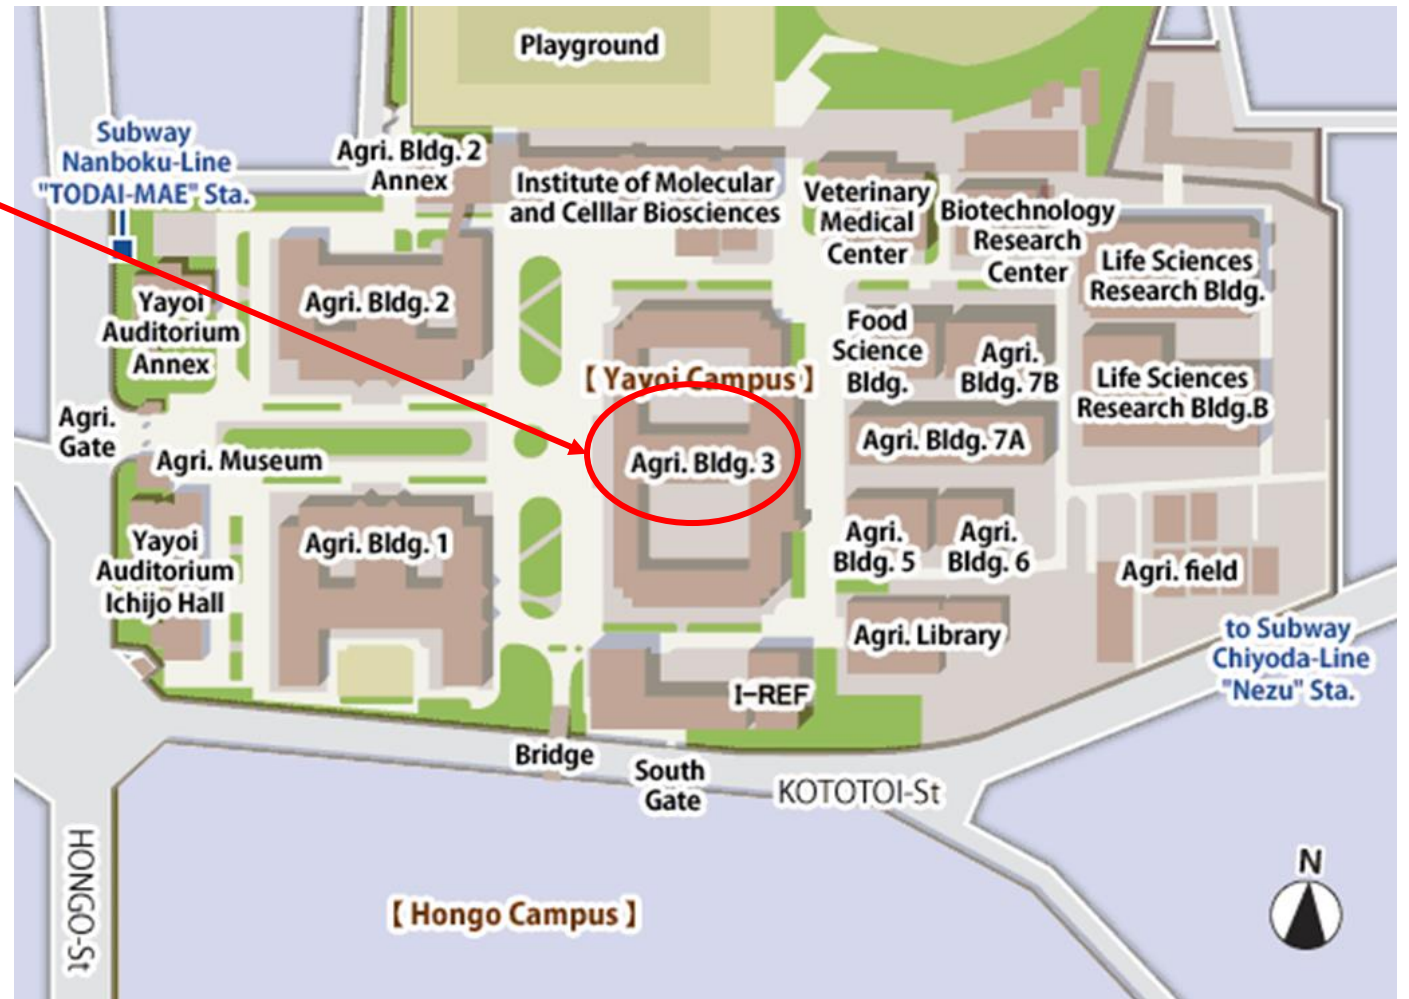 Playground
Subway
Nanboku-Line
"TODAI-MAE" Sta.
Agri. Bldg. 2
Annex
Institute of Molecular
and Celllar Biosciences
Veterinary
Medical
Center
Biotechnology
Research
Center
Life Sciences
Research Bldg.
Yayoi
Auditorium
Annex
Agri. Bldg. 2
Food
Science
Bldg.
Agri.
Bldg. 7B
【 Yayoi Campus 】
Life Sciences
Research Bldg.B
Agri.
Gate
Agri. Museum
Agri. Bldg. 3
Agri. Bldg. 7A
Yayoi
Auditorium
Ichijo Hall
Agri. Bldg. 1
Agri.
Bldg. 5
Agri.
Bldg. 6
Agri. field
Agri. Library
to Subway
Chiyoda-Line
"Nezu" Sta.
I-REF
Bridge
South
Gate
KOTOTOI-St
HONGO-St
【 Hongo Campus 】
N